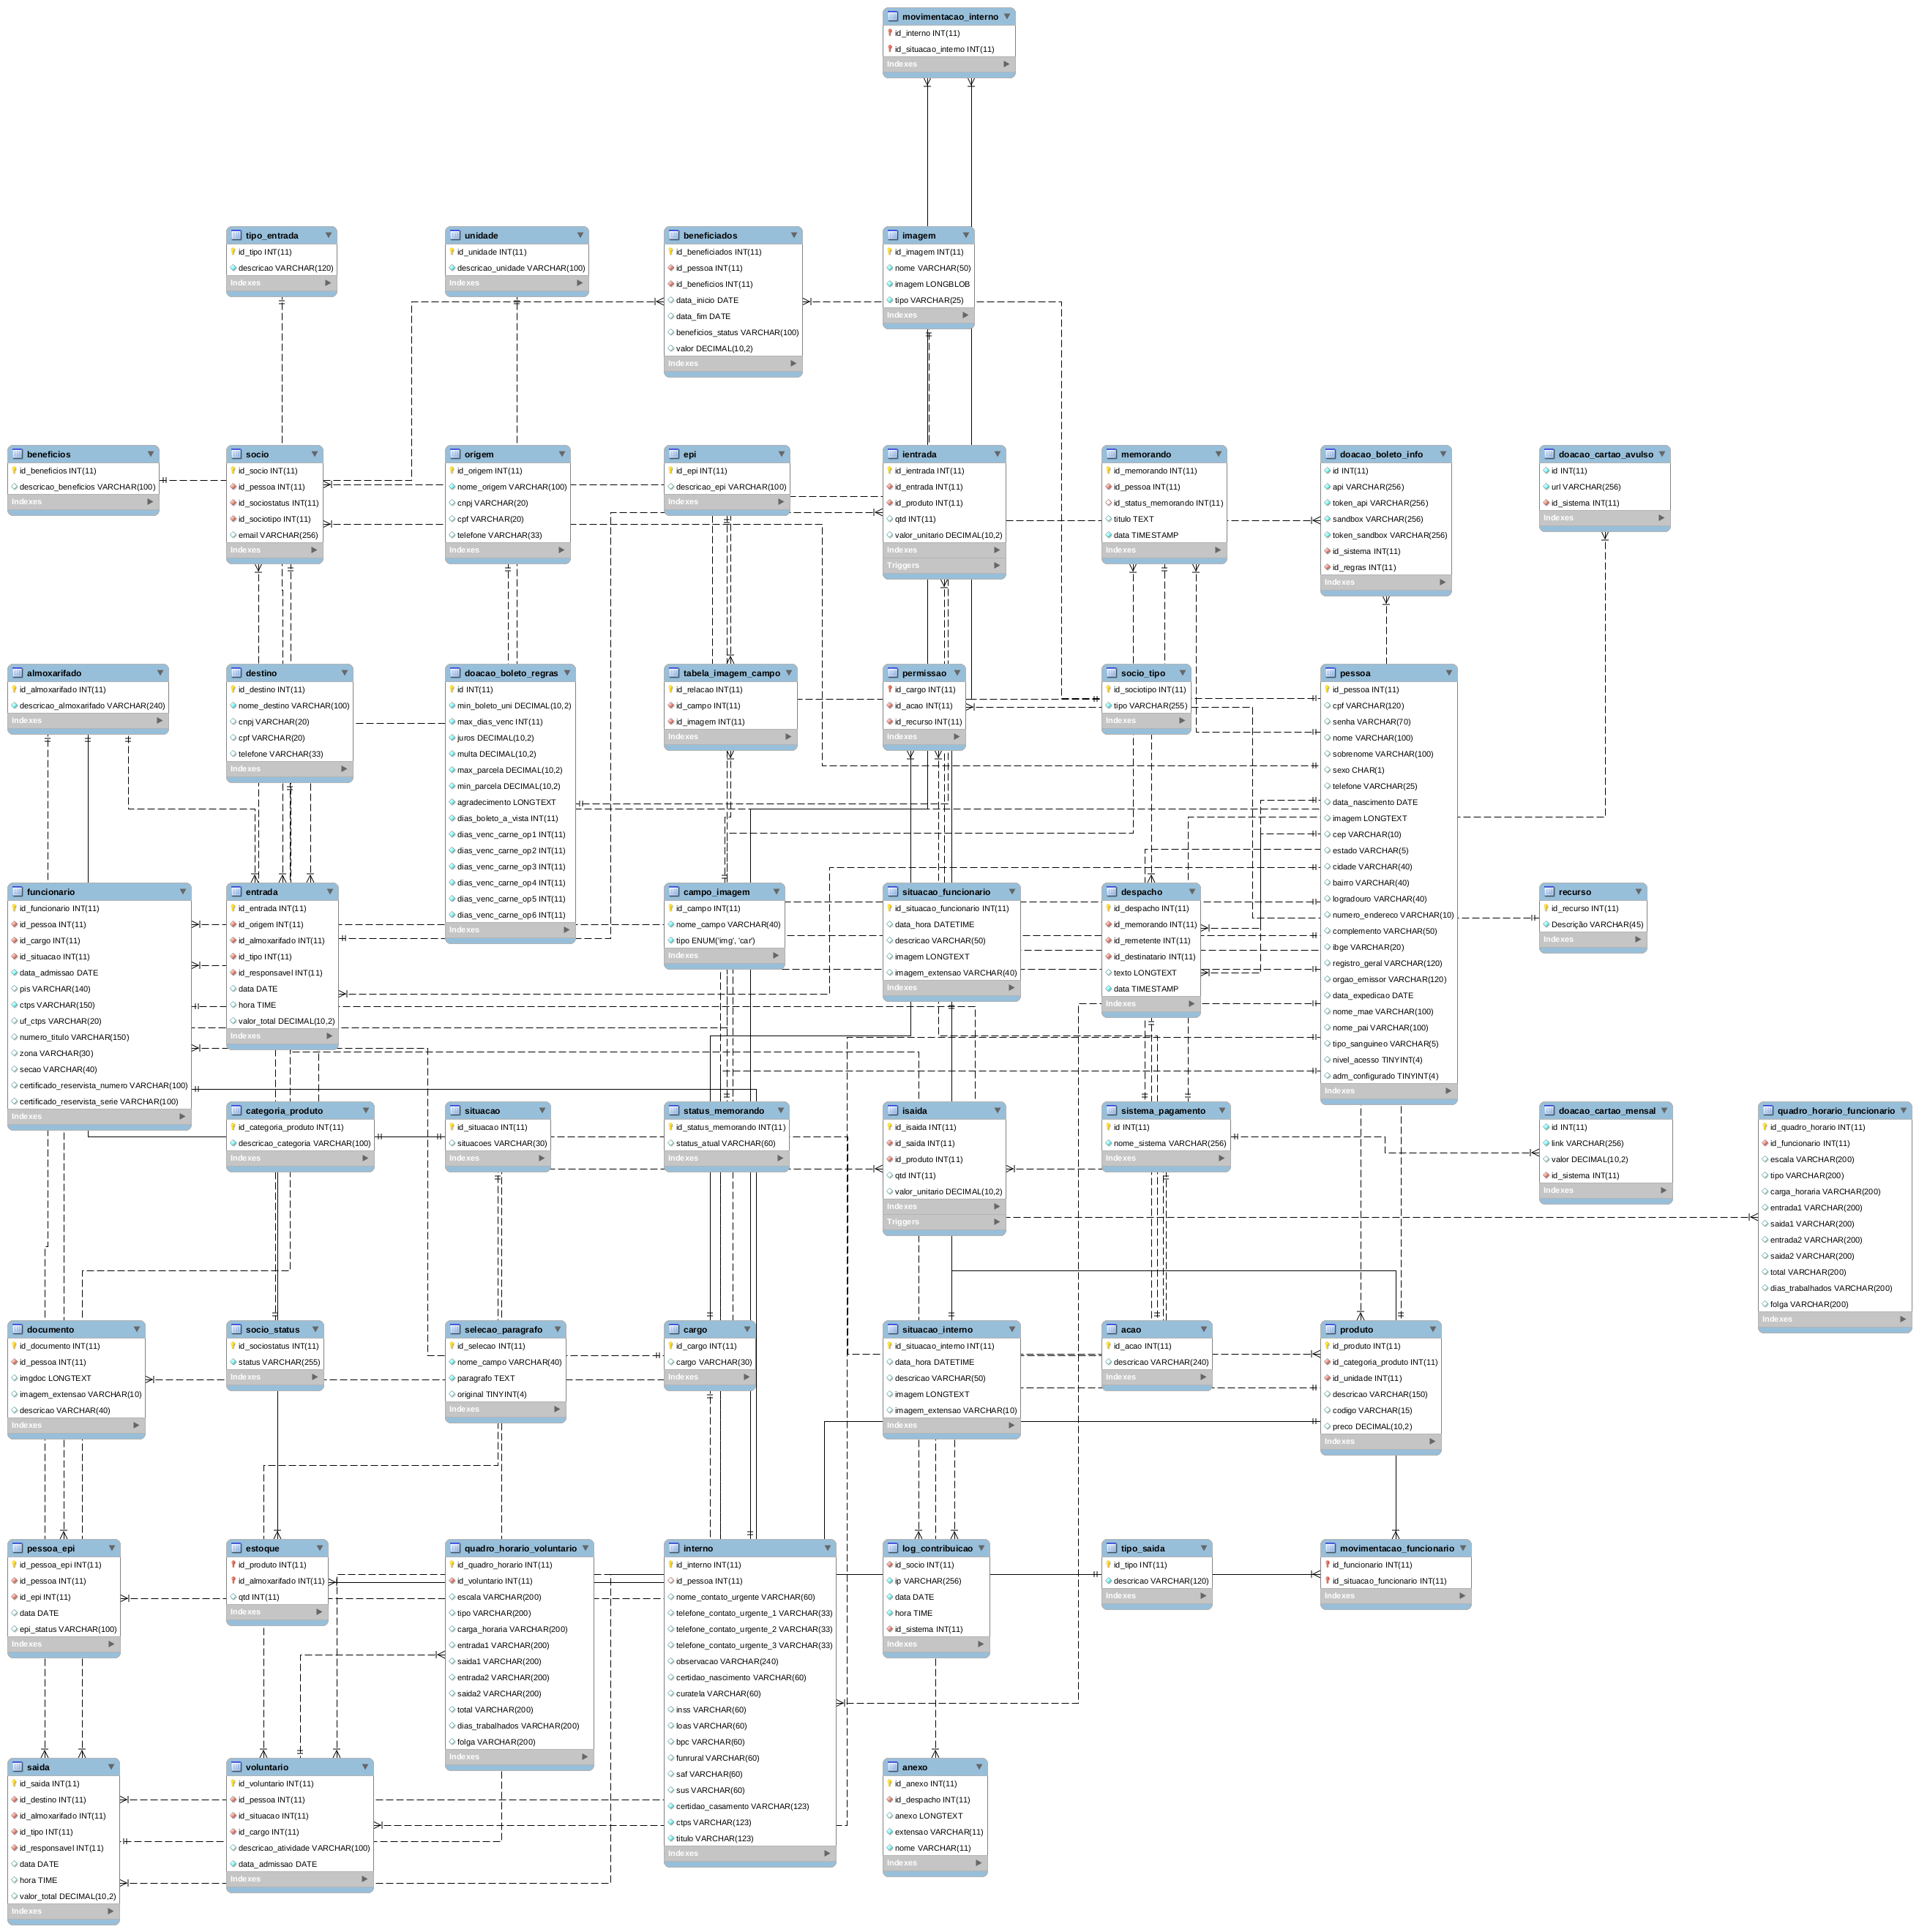 movimentacao_interno
id_interno INT(11)
id_situacao_interno INT(11)
Indexes
tipo_entrada
id_tipo INT(11)
descricao VARCHAR(120)
Indexes
unidade
id_unidade INT(11)
descricao_unidade VARCHAR(100)
Indexes
beneficiados
id_beneficiados INT(11)
id_pessoa INT(11)
id_beneficios INT(11)
data_inicio DATE
data_fim DATE
beneficios_status VARCHAR(100)
valor DECIMAL(10,2)
Indexes
imagem
id_imagem INT(11)
nome VARCHAR(50)
imagem LONGBLOB
tipo VARCHAR(25)
Indexes
beneficios
id_beneficios INT(11)
descricao_beneficios VARCHAR(100)
Indexes
socio
id_socio INT(11)
id_pessoa INT(11)
id_sociostatus INT(11)
id_sociotipo INT(11)
email VARCHAR(256)
Indexes
origem
id_origem INT(11)
nome_origem VARCHAR(100)
cnpj VARCHAR(20)
cpf VARCHAR(20)
telefone VARCHAR(33)
Indexes
epi
id_epi INT(11)
descricao_epi VARCHAR(100)
Indexes
ientrada
id_ientrada INT(11)
id_entrada INT(11)
id_produto INT(11)
qtd INT(11)
valor_unitario DECIMAL(10,2)
Indexes
Triggers
memorando
id_memorando INT(11)
id_pessoa INT(11)
id_status_memorando INT(11)
titulo TEXT
data TIMESTAMP
Indexes
doacao_boleto_info
id INT(11)
api VARCHAR(256)
token_api VARCHAR(256)
sandbox VARCHAR(256)
token_sandbox VARCHAR(256)
id_sistema INT(11)
id_regras INT(11)
Indexes
doacao_cartao_avulso
id INT(11)
url VARCHAR(256)
id_sistema INT(11)
Indexes
almoxarifado
id_almoxarifado INT(11)
descricao_almoxarifado VARCHAR(240)
Indexes
destino
id_destino INT(11)
nome_destino VARCHAR(100)
cnpj VARCHAR(20)
cpf VARCHAR(20)
telefone VARCHAR(33)
Indexes
doacao_boleto_regras
id INT(11)
min_boleto_uni DECIMAL(10,2)
max_dias_venc INT(11)
juros DECIMAL(10,2)
multa DECIMAL(10,2)
max_parcela DECIMAL(10,2)
min_parcela DECIMAL(10,2)
agradecimento LONGTEXT
dias_boleto_a_vista INT(11)
dias_venc_carne_op1 INT(11)
dias_venc_carne_op2 INT(11)
dias_venc_carne_op3 INT(11)
dias_venc_carne_op4 INT(11)
dias_venc_carne_op5 INT(11)
dias_venc_carne_op6 INT(11)
Indexes
tabela_imagem_campo
id_relacao INT(11)
id_campo INT(11)
id_imagem INT(11)
Indexes
permissao
id_cargo INT(11)
id_acao INT(11)
id_recurso INT(11)
Indexes
socio_tipo
id_sociotipo INT(11)
tipo VARCHAR(255)
Indexes
pessoa
id_pessoa INT(11)
cpf VARCHAR(120)
senha VARCHAR(70)
nome VARCHAR(100)
sobrenome VARCHAR(100)
sexo CHAR(1)
telefone VARCHAR(25)
data_nascimento DATE
imagem LONGTEXT
cep VARCHAR(10)
estado VARCHAR(5)
cidade VARCHAR(40)
bairro VARCHAR(40)
logradouro VARCHAR(40)
numero_endereco VARCHAR(10)
complemento VARCHAR(50)
ibge VARCHAR(20)
registro_geral VARCHAR(120)
orgao_emissor VARCHAR(120)
data_expedicao DATE
nome_mae VARCHAR(100)
nome_pai VARCHAR(100)
tipo_sanguineo VARCHAR(5)
nivel_acesso TINYINT(4)
adm_configurado TINYINT(4)
Indexes
funcionario
id_funcionario INT(11)
id_pessoa INT(11)
id_cargo INT(11)
id_situacao INT(11)
data_admissao DATE
pis VARCHAR(140)
ctps VARCHAR(150)
uf_ctps VARCHAR(20)
numero_titulo VARCHAR(150)
zona VARCHAR(30)
secao VARCHAR(40)
certificado_reservista_numero VARCHAR(100)
certificado_reservista_serie VARCHAR(100)
Indexes
entrada
id_entrada INT(11)
id_origem INT(11)
id_almoxarifado INT(11)
id_tipo INT(11)
id_responsavel INT(11)
data DATE
hora TIME
valor_total DECIMAL(10,2)
Indexes
campo_imagem
id_campo INT(11)
nome_campo VARCHAR(40)
tipo ENUM('img', 'car')
Indexes
situacao_funcionario
id_situacao_funcionario INT(11)
data_hora DATETIME
descricao VARCHAR(50)
imagem LONGTEXT
imagem_extensao VARCHAR(40)
Indexes
despacho
id_despacho INT(11)
id_memorando INT(11)
id_remetente INT(11)
id_destinatario INT(11)
texto LONGTEXT
data TIMESTAMP
Indexes
recurso
id_recurso INT(11)
Descrição VARCHAR(45)
Indexes
categoria_produto
id_categoria_produto INT(11)
descricao_categoria VARCHAR(100)
Indexes
situacao
id_situacao INT(11)
situacoes VARCHAR(30)
Indexes
status_memorando
id_status_memorando INT(11)
status_atual VARCHAR(60)
Indexes
isaida
id_isaida INT(11)
id_saida INT(11)
id_produto INT(11)
qtd INT(11)
valor_unitario DECIMAL(10,2)
Indexes
Triggers
sistema_pagamento
id INT(11)
nome_sistema VARCHAR(256)
Indexes
doacao_cartao_mensal
id INT(11)
link VARCHAR(256)
valor DECIMAL(10,2)
id_sistema INT(11)
Indexes
quadro_horario_funcionario
id_quadro_horario INT(11)
id_funcionario INT(11)
escala VARCHAR(200)
tipo VARCHAR(200)
carga_horaria VARCHAR(200)
entrada1 VARCHAR(200)
saida1 VARCHAR(200)
entrada2 VARCHAR(200)
saida2 VARCHAR(200)
total VARCHAR(200)
dias_trabalhados VARCHAR(200)
folga VARCHAR(200)
Indexes
documento
id_documento INT(11)
id_pessoa INT(11)
imgdoc LONGTEXT
imagem_extensao VARCHAR(10)
descricao VARCHAR(40)
Indexes
socio_status
id_sociostatus INT(11)
status VARCHAR(255)
Indexes
selecao_paragrafo
id_selecao INT(11)
nome_campo VARCHAR(40)
paragrafo TEXT
original TINYINT(4)
Indexes
cargo
id_cargo INT(11)
cargo VARCHAR(30)
Indexes
situacao_interno
id_situacao_interno INT(11)
data_hora DATETIME
descricao VARCHAR(50)
imagem LONGTEXT
imagem_extensao VARCHAR(10)
Indexes
acao
id_acao INT(11)
descricao VARCHAR(240)
Indexes
produto
id_produto INT(11)
id_categoria_produto INT(11)
id_unidade INT(11)
descricao VARCHAR(150)
codigo VARCHAR(15)
preco DECIMAL(10,2)
Indexes
pessoa_epi
id_pessoa_epi INT(11)
id_pessoa INT(11)
id_epi INT(11)
data DATE
epi_status VARCHAR(100)
Indexes
estoque
id_produto INT(11)
id_almoxarifado INT(11)
qtd INT(11)
Indexes
quadro_horario_voluntario
id_quadro_horario INT(11)
id_voluntario INT(11)
escala VARCHAR(200)
tipo VARCHAR(200)
carga_horaria VARCHAR(200)
entrada1 VARCHAR(200)
saida1 VARCHAR(200)
entrada2 VARCHAR(200)
saida2 VARCHAR(200)
total VARCHAR(200)
dias_trabalhados VARCHAR(200)
folga VARCHAR(200)
Indexes
interno
id_interno INT(11)
id_pessoa INT(11)
nome_contato_urgente VARCHAR(60)
telefone_contato_urgente_1 VARCHAR(33)
telefone_contato_urgente_2 VARCHAR(33)
telefone_contato_urgente_3 VARCHAR(33)
observacao VARCHAR(240)
certidao_nascimento VARCHAR(60)
curatela VARCHAR(60)
inss VARCHAR(60)
loas VARCHAR(60)
bpc VARCHAR(60)
funrural VARCHAR(60)
saf VARCHAR(60)
sus VARCHAR(60)
certidao_casamento VARCHAR(123)
ctps VARCHAR(123)
titulo VARCHAR(123)
Indexes
log_contribuicao
id_socio INT(11)
ip VARCHAR(256)
data DATE
hora TIME
id_sistema INT(11)
Indexes
tipo_saida
id_tipo INT(11)
descricao VARCHAR(120)
Indexes
movimentacao_funcionario
id_funcionario INT(11)
id_situacao_funcionario INT(11)
Indexes
saida
id_saida INT(11)
id_destino INT(11)
id_almoxarifado INT(11)
id_tipo INT(11)
id_responsavel INT(11)
data DATE
hora TIME
valor_total DECIMAL(10,2)
Indexes
voluntario
id_voluntario INT(11)
id_pessoa INT(11)
id_situacao INT(11)
id_cargo INT(11)
descricao_atividade VARCHAR(100)
data_admissao DATE
Indexes
anexo
id_anexo INT(11)
id_despacho INT(11)
anexo LONGTEXT
extensao VARCHAR(11)
nome VARCHAR(11)
Indexes